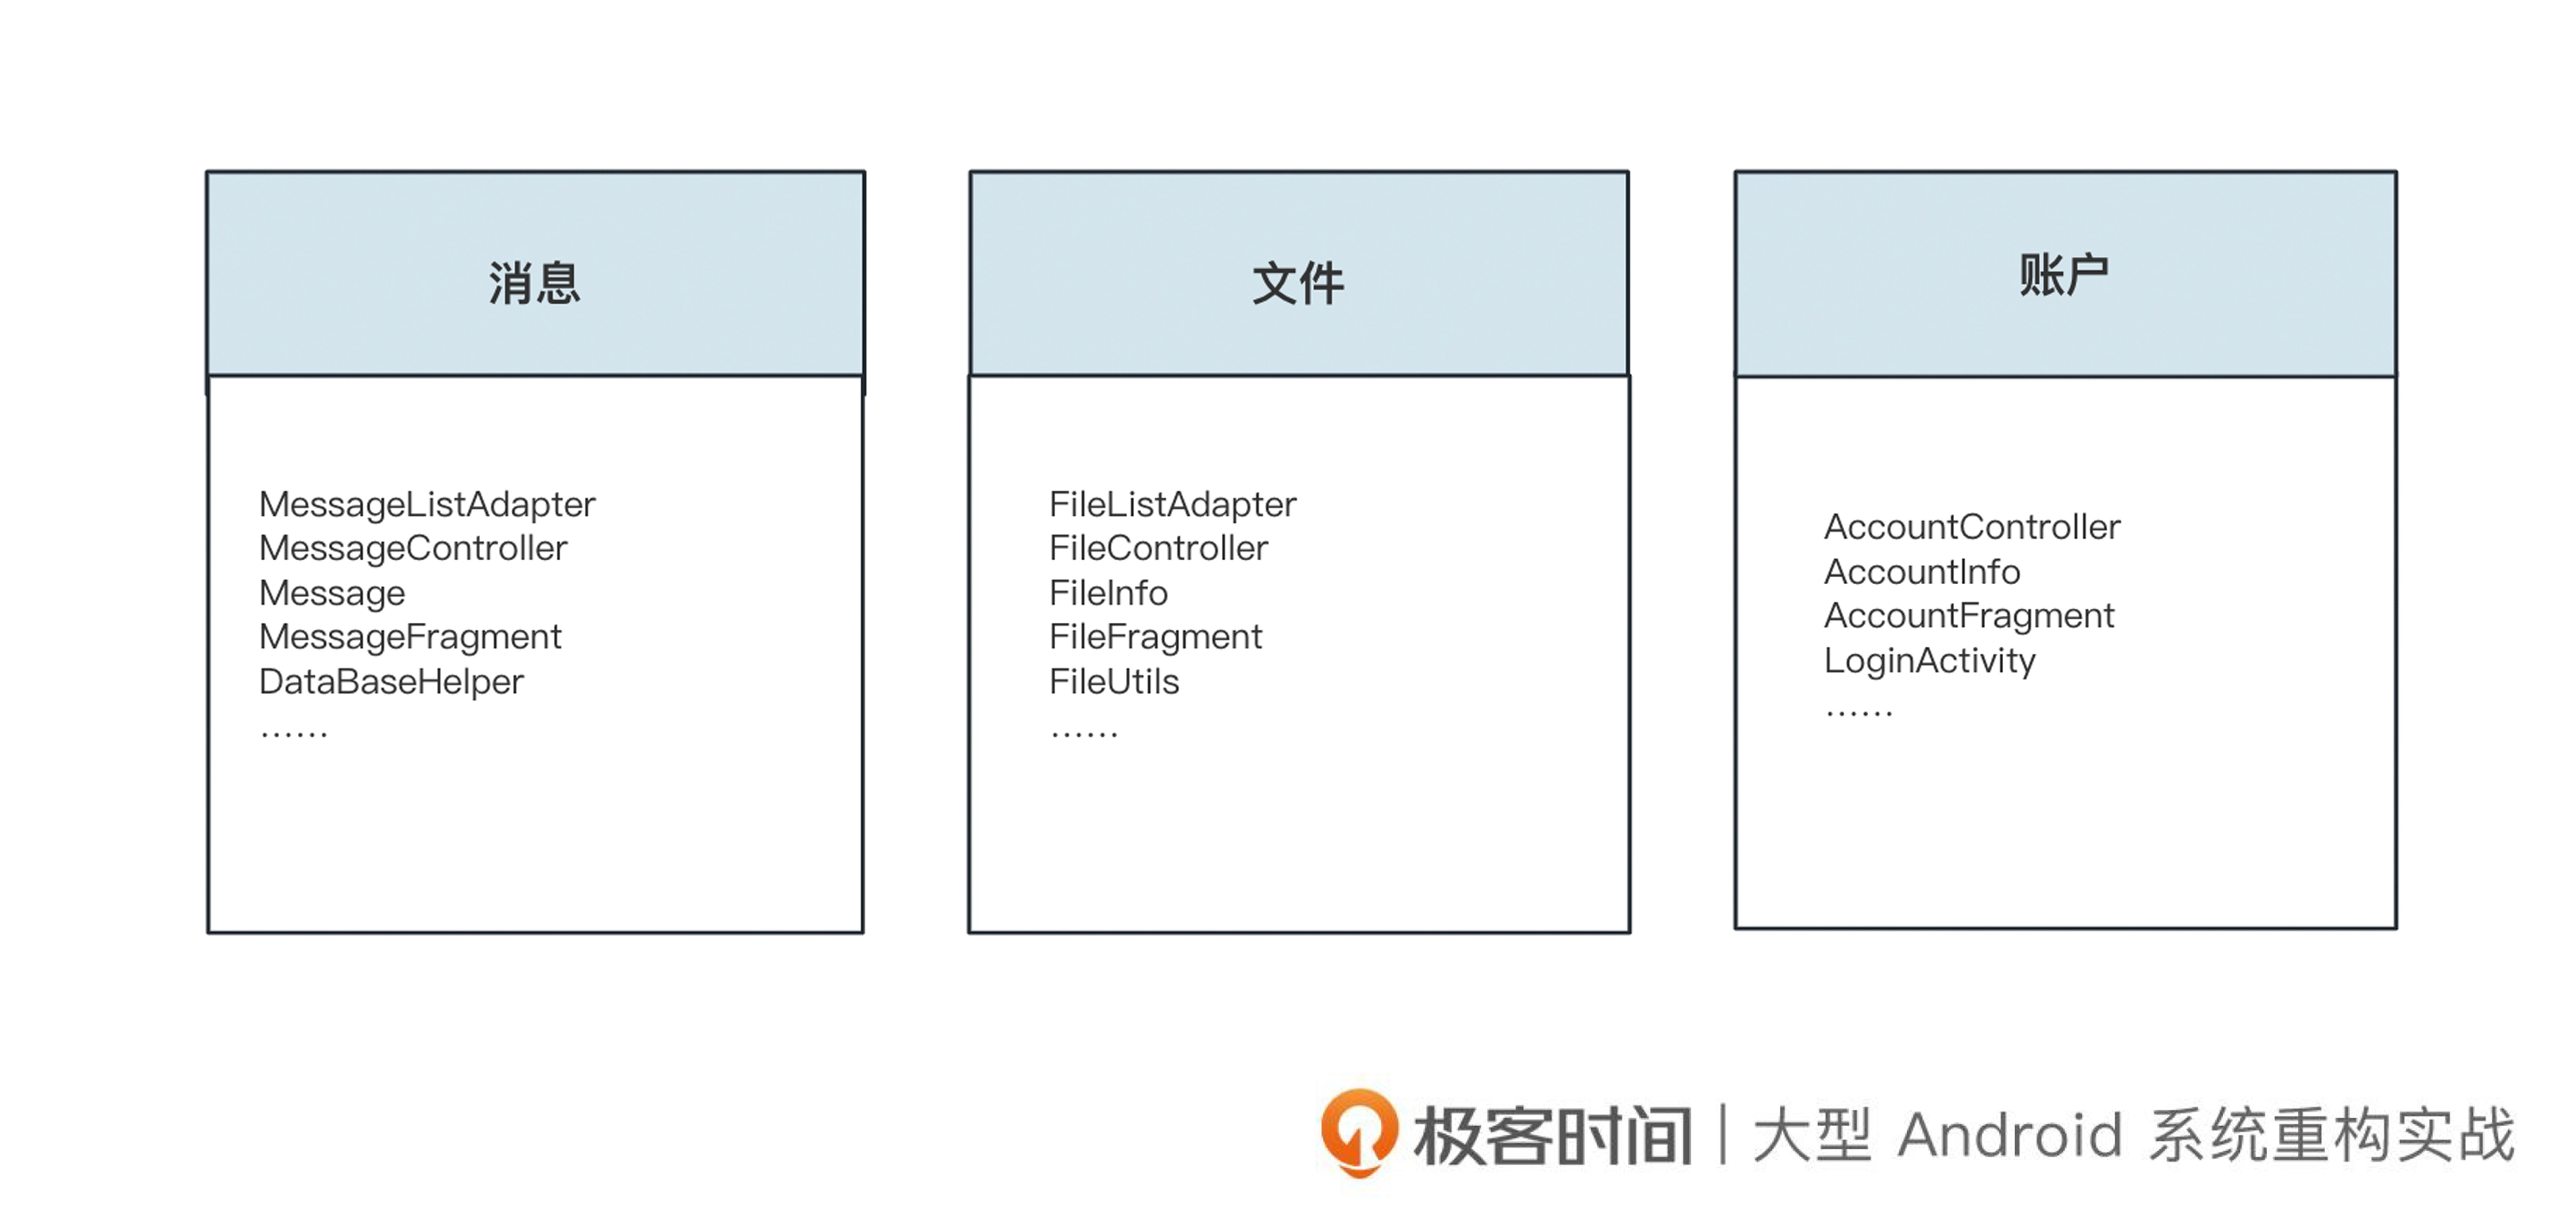 消息
MessageListAdapter
MessageController
Message
MessageFragment
DataBaseHelper
······
文件
FileListAdapter
FileController
FileInfo
FileFragment
FileUtils
······
账户
AccountController
AccountInfo
AccountFragment
LoginActivity
······
极客时间 | 大型 Android 系统重构实战